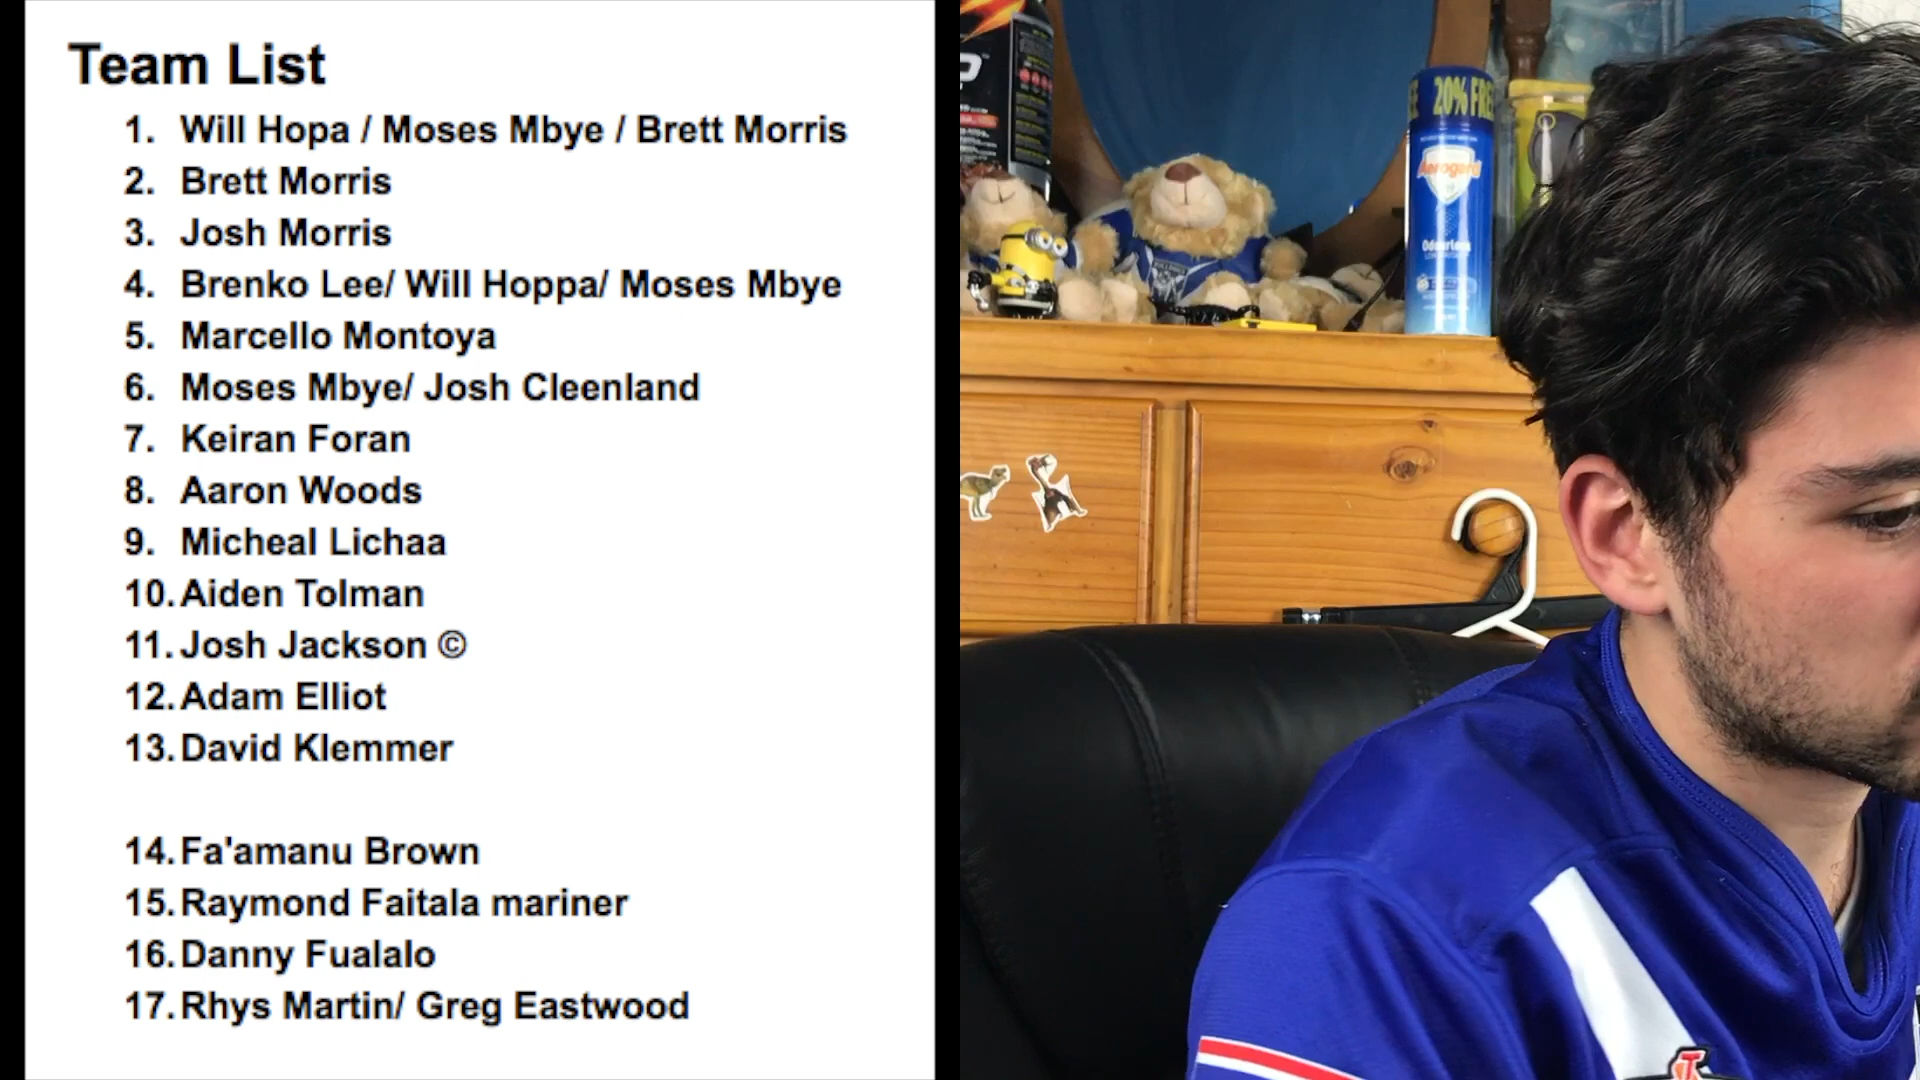 Team List
1. Will Hopa / Moses Mbye / Brett Morris
2. Brett Morris
3. Josh Morris
4. Brenko Lee/ Will Hoppa/ Moses Mbye
5. Marcello Montoya
6. Moses Mbye/ Josh Cleenland
7. Keiran Foran
8. Aaron Woods
9. Micheal Lichaa
10. Aiden Tolman
11. Josh Jackson ©
12. Adam Elliot
13. David Klemmer
14. Fa'amanu Brown
15. Raymond Faitala mariner
16. Danny Fualalo
17. Rhys Martin/ Greg Eastwood
20% FREE
Aerogard
Odourless